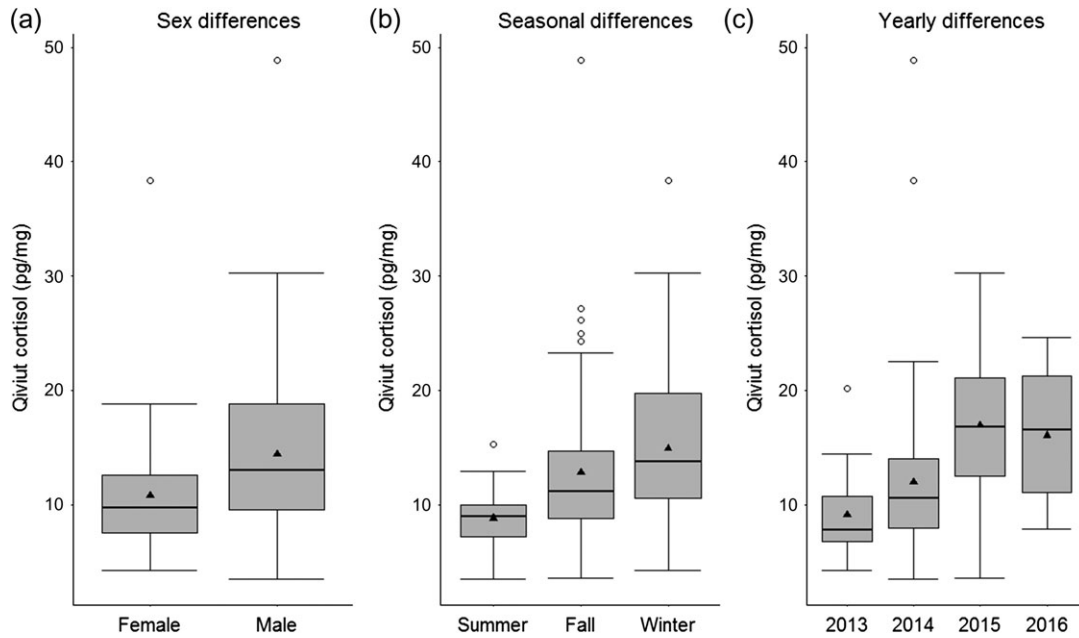 (a) Sex differences
Qiviut cortisol (pg/mg)
50
40
30
20
10
Female Male
(b) Seasonal differences
Qiviut cortisol (pg/mg)
50
40
30
20
10
Summer Fall Winter
(c) Yearly differences
Qiviut cortisol (pg/mg)
50
40
30
20
10
2013 2014 2015 2016